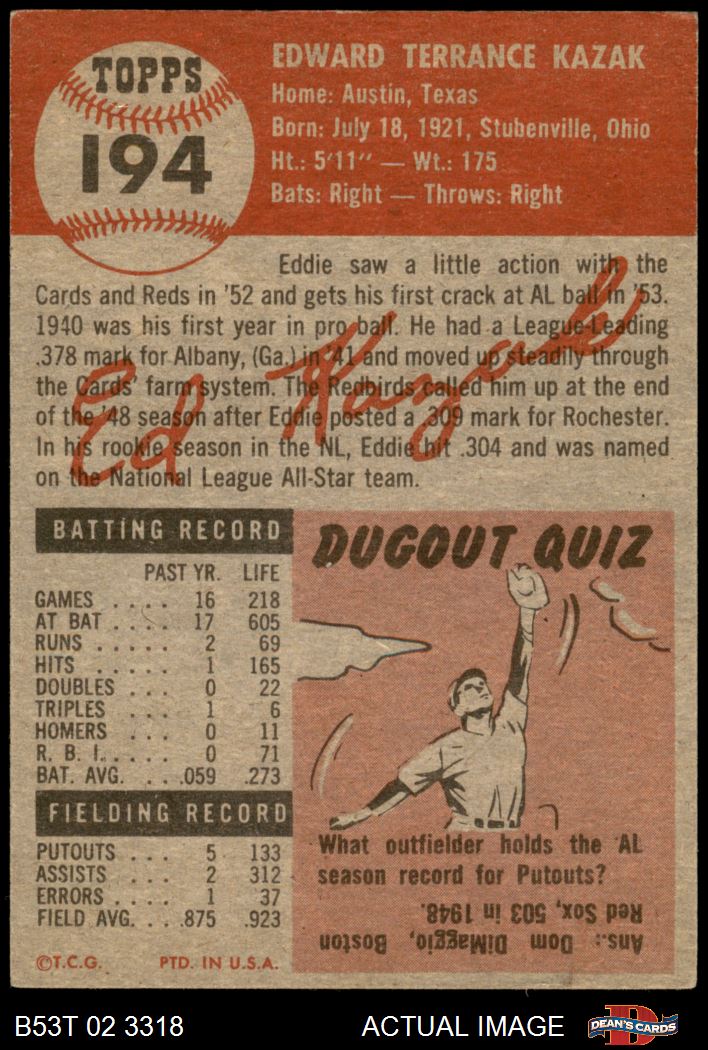 TOPPS
194
EDWARD TERRANCE KAZAK
Home: Austin, Texas
Born: July 18, 1921, Stubenville, Ohio
Ht.: 5'11" — Wt.: 175
Bats: Right — Throws: Right
Eddie saw a little action with the
Cards and Reds in '52 and gets his first crack at AL ball in '53.
1940 was his first year in pro ball. He had a League-Leading
.378 mark for Albany, (Ga.) in '41 and moved up steadily through
the Cards' farm system. The Redbirds called him up at the end
of the '48 season after Eddie posted a .309 mark for Rochester.
In his rookie season in the NL, Eddie hit .304 and was named
on the National League All-Star team.
Ed Kazak
BATTING RECORD
PAST YR. LIFE
GAMES . . . . 16 218
AT BAT . . . . 17 605
RUNS . . . . . 2 69
HITS . . . . . 1 165
DOUBLES . . . 0 22
TRIPLES . . . 1 6
HOMERS . . . 0 11
R. B. I. . . . . . 0 71
BAT. AVG. . . .059 .273
FIELDING RECORD
PUTOUTS . . . 5 133
ASSISTS . . . 2 312
ERRORS . . . . 1 37
FIELD AVG. . . .875 .923
©T.C.G. PTD. IN U.S.A.
DUGOUT QUIZ
What outfielder holds the AL
season record for Putouts?
Ans.: Dom DiMaggio, Boston
Red Sox, 503 in 1948.
B53T 02 3318
ACTUAL IMAGE
D
DEAN'S CARDS